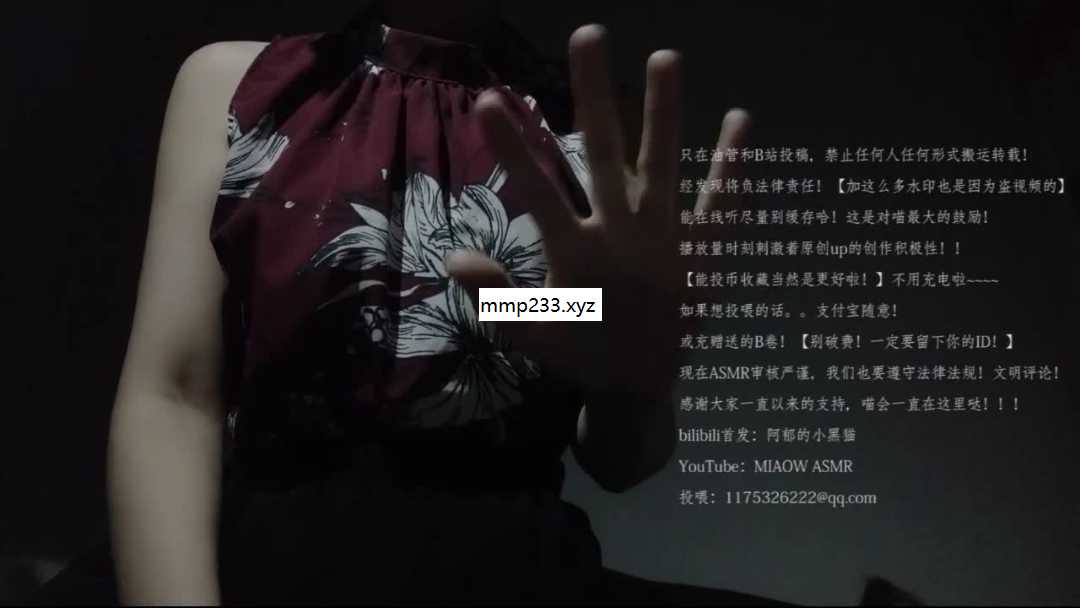 只在油管和B站投稿，禁止任何人任何形式搬运转载！
经发现将负法律责任！【加这么多水印也是因为盗视频的】
能在线听尽量别缓存哈！这是对喵最大的鼓励！
播放量时刻刺激着原创up的创作积极性！！
【能投币收藏当然是更好啦！】不用充电啦~~~~
mmp233.xyz
如果想投喂的话。。支付宝随意！
或充赠送的B卷！【别破费！一定要留下你的ID！】
现在ASMR审核严谨，我们也要遵守法律法规！文明评论！
感谢大家一直以来的支持，喵会一直在这里哒！！！
bilibili首发：阿郁的小黑猫
YouTube：MIAOW ASMR
投喂：1175326222@qq.com